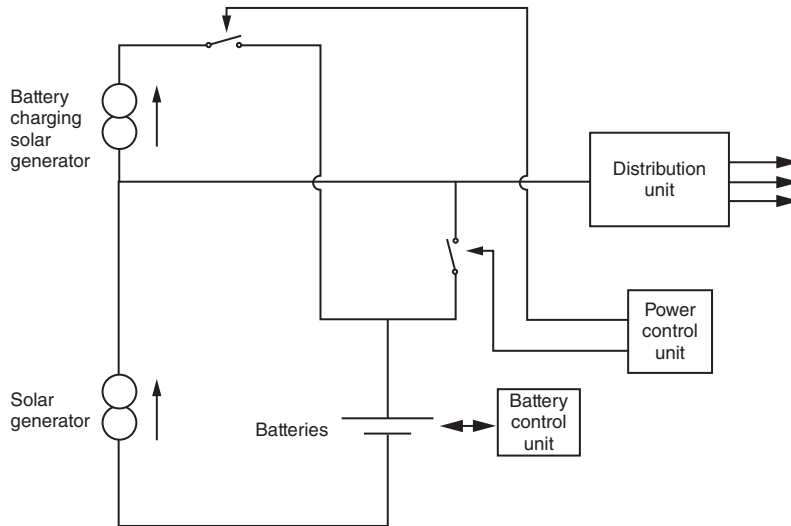 Battery
charging
solar
generator
Distribution
unit
Power
control
unit
Solar
generator
Batteries
Battery
control
unit